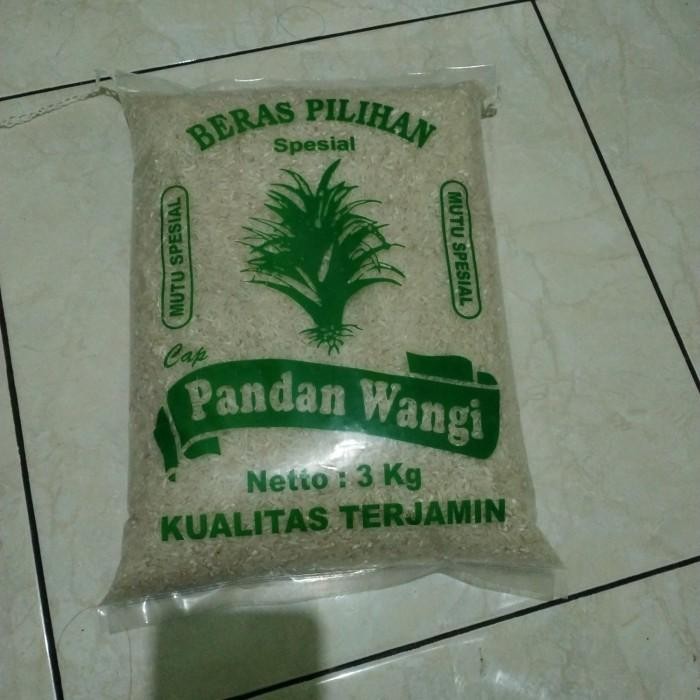 BERAS PILIHAN
Spesial
MUTU SPESIAL
MUTU SPESIAL
Cap
Pandan Wangi
Netto : 3 Kg
KUALITAS TERJAMIN